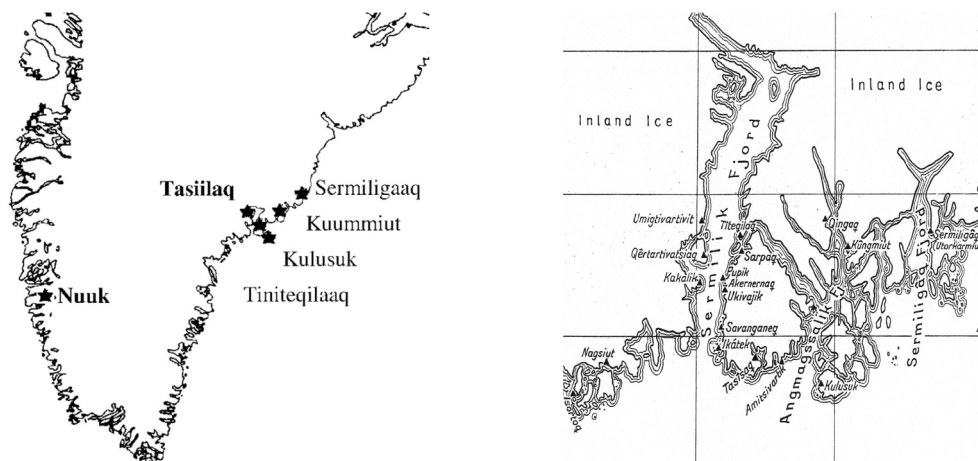 Tasiilaq
Sermiligaaq
Kuummiut
Kulusuk
Tiniteqilaaq
Nuuk
Inland Ice
Inland Ice
Fjord
Sermilik
Umigtivartivit
Titeqilaq
Qingaq
Kûngmiut
Sermiligâq
Qêrtartivatsiaq
Sarpaq
Kakalik
Pupik
Akernernaq
Ukivajik
Savanganeq
Ikâtek
Nagsiut
Tasîsaq
Amitsivartik
Angmagssalik
Kulusuk
Sermiligâq Fjord